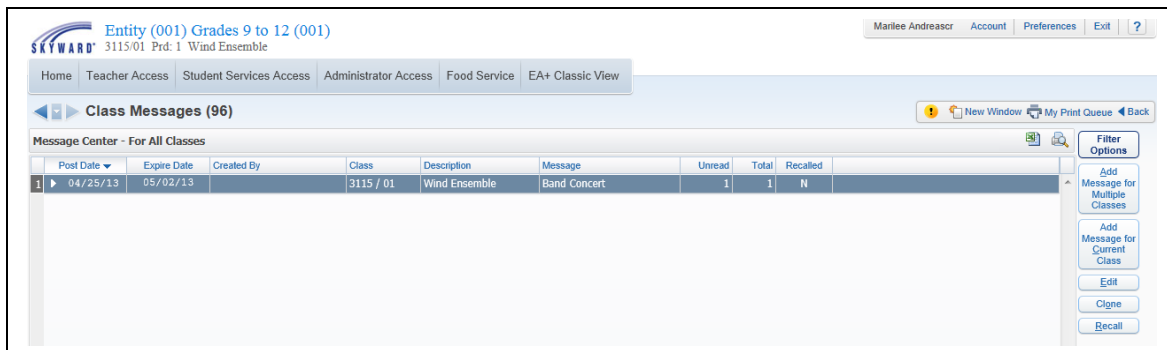 Entity (001) Grades 9 to 12 (001)
SKYWARD® 3115/01 Prd: 1 Wind Ensemble
Marilee Andreascr Account Preferences Exit ?
Home Teacher Access Student Services Access Administrator Access Food Service EA+ Classic View
Class Messages (96)
! New Window My Print Queue Back
Message Center - For All Classes
Filter Options
Post Date Expire Date Created By Class Description Message Unread Total Recalled
1 04/25/13 05/02/13 3115 / 01 Wind Ensemble Band Concert 1 1 N
Add
Message for
Multiple
Classes
Add
Message for
Current
Class
Edit
Clone
Recall